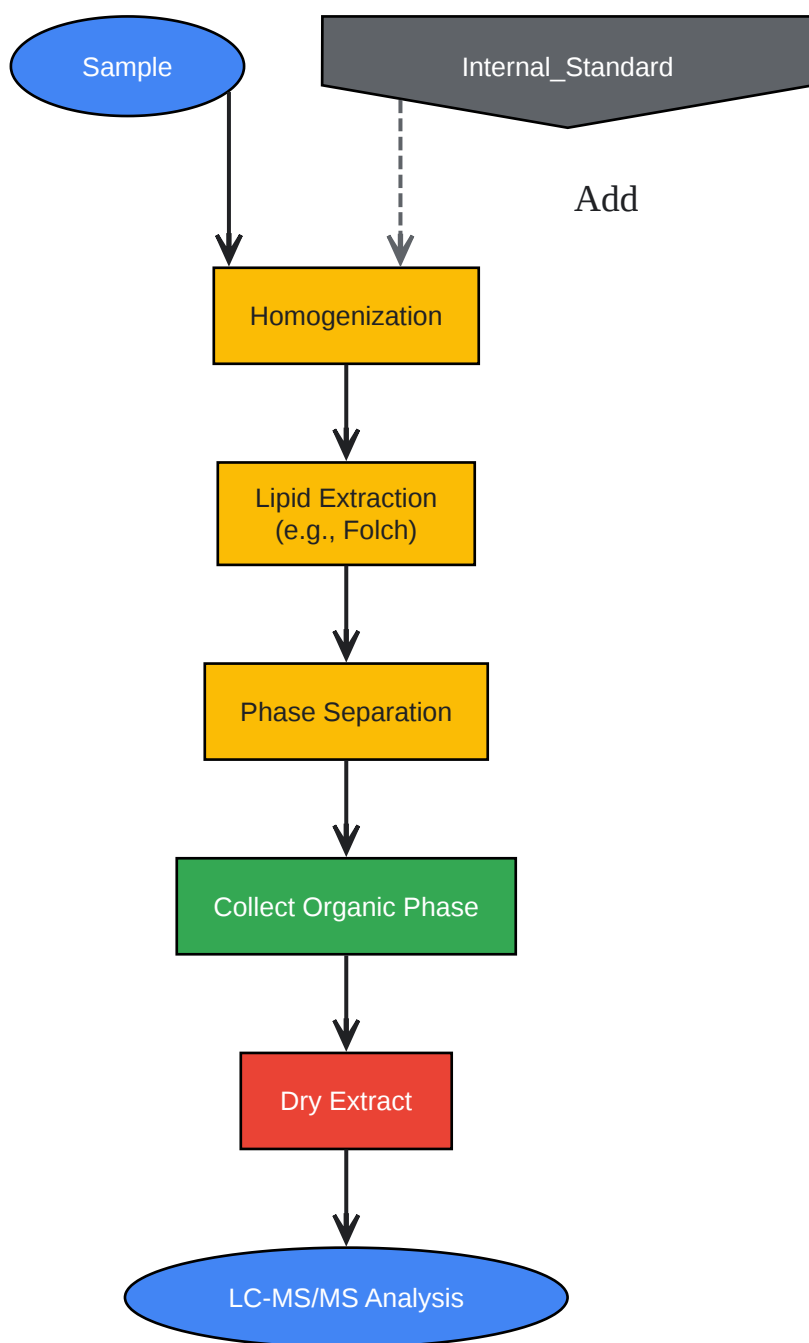 Sample
Internal_Standard
Add
Homogenization
Lipid Extraction
(e.g., Folch)
Phase Separation
Collect Organic Phase
Dry Extract
LC-MS/MS Analysis